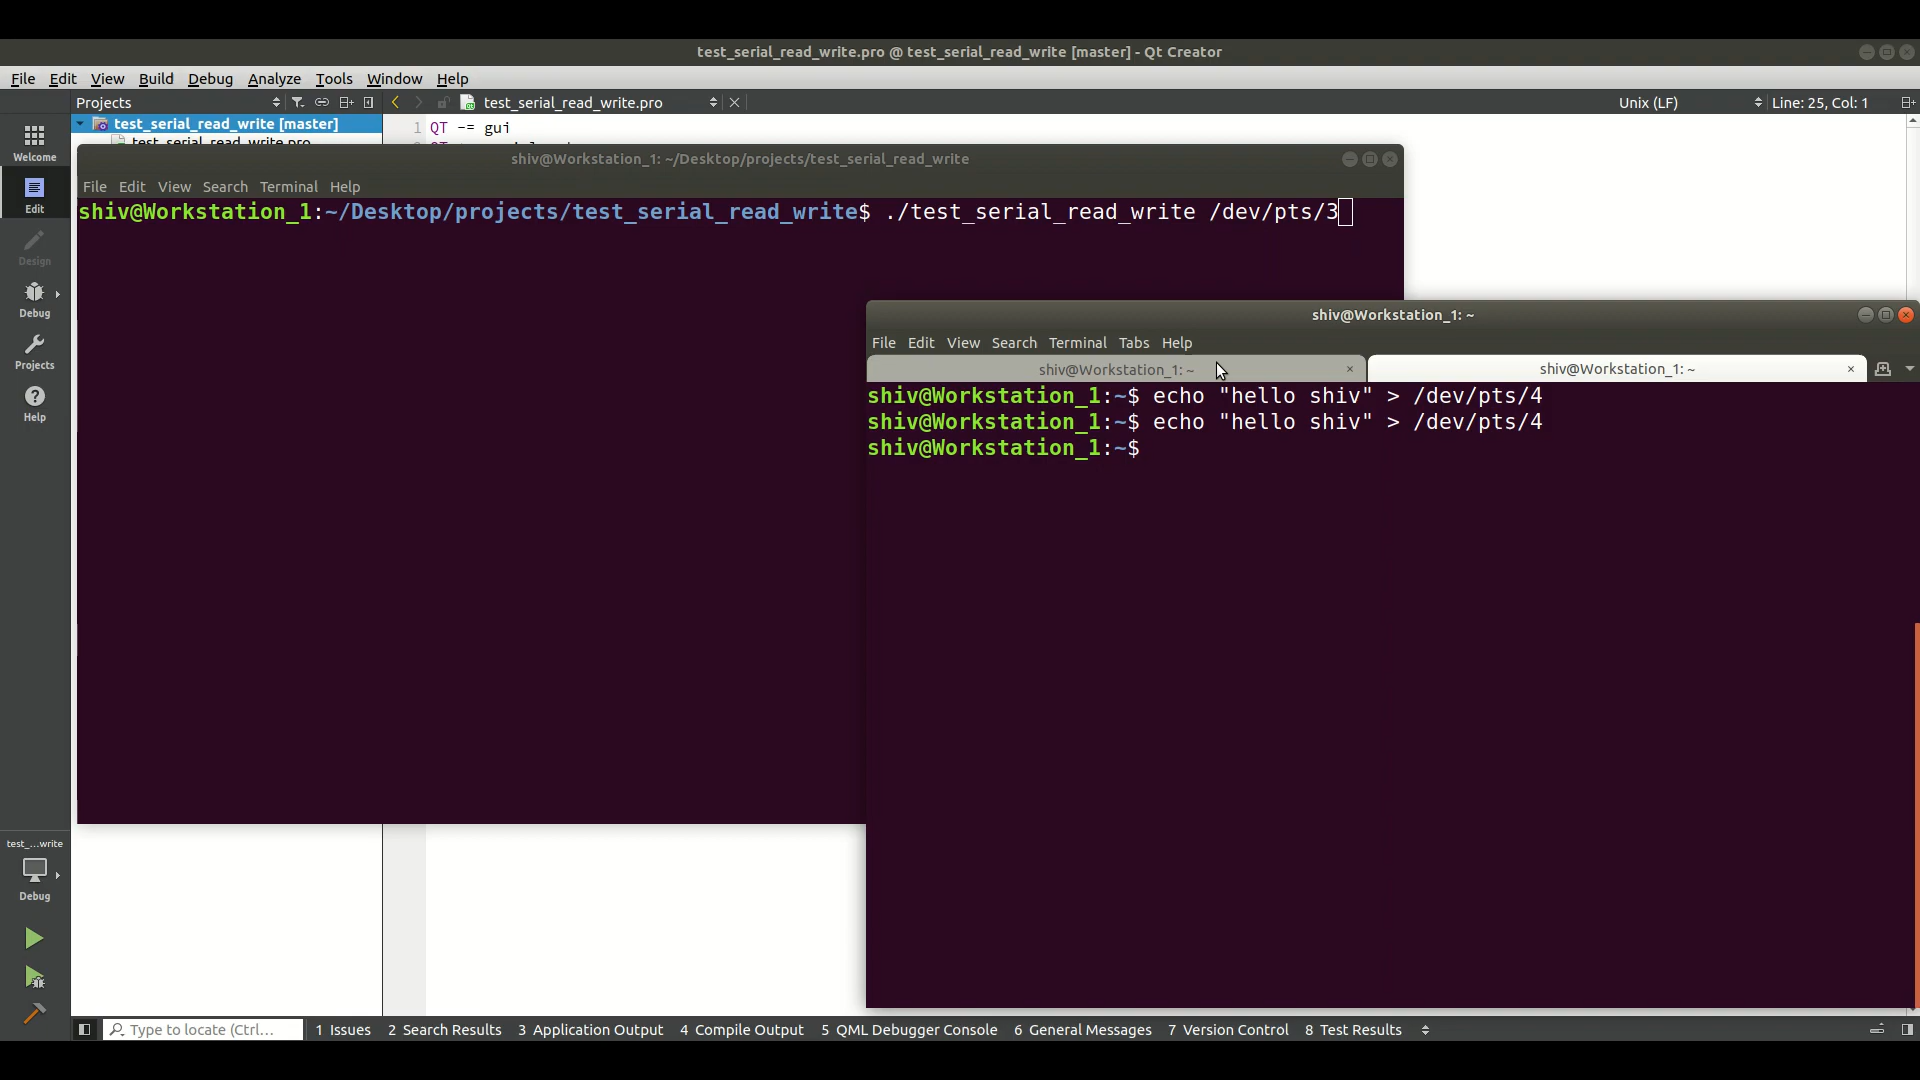 test_serial_read_write.pro @ test_serial_read_write [master] - Qt Creator
File Edit View Build Debug Analyze Tools Window Help
Projects test_serial_read_write.pro Unix (LF) Line: 25, Col: 1
test_serial_read_write [master] 1 QT -= gui
test_serial_read_write.pro
Welcome
Edit
Design
Debug
Projects
Help
shiv@Workstation_1: ~/Desktop/projects/test_serial_read_write
File Edit View Search Terminal Help
shiv@Workstation_1:~/Desktop/projects/test_serial_read_write$ ./test_serial_read_write /dev/pts/3
shiv@Workstation_1: ~
File Edit View Search Terminal Tabs Help
shiv@Workstation_1: ~ × shiv@Workstation_1: ~ ×
shiv@Workstation_1:~$ echo "hello shiv" > /dev/pts/4
shiv@Workstation_1:~$ echo "hello shiv" > /dev/pts/4
shiv@Workstation_1:~$
test_...write
Debug
Type to locate (Ctrl... 1 Issues 2 Search Results 3 Application Output 4 Compile Output 5 QML Debugger Console 6 General Messages 7 Version Control 8 Test Results